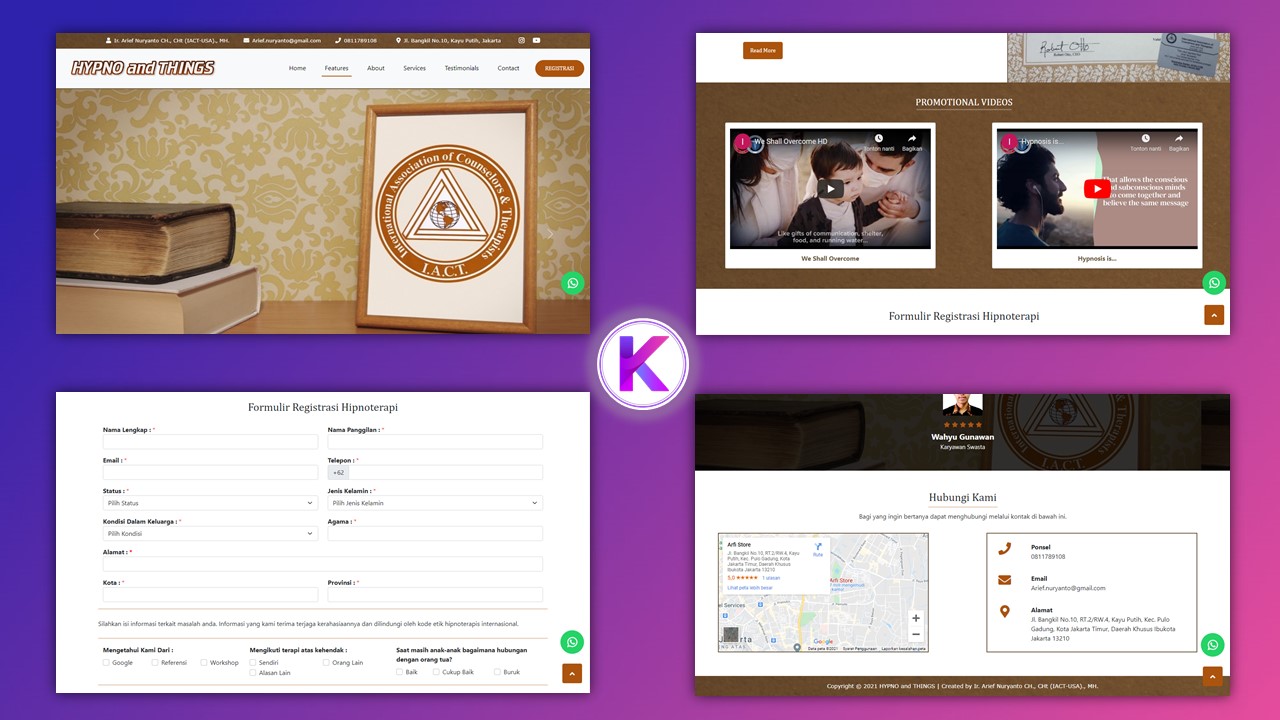 Ir. Arief Nuryanto CH., CHt (IACT-USA)., MH.
Arief.nuryanto@gmail.com
0811789108
Jl. Bangkil No.10, Kayu Putih, Jakarta
HYPNO and THINGS
Home Features About Services Testimonials Contact REGISTRASI
International Association of Counselors & Therapists
I.A.C.T.
Read More
Robert Otto
PROMOTIONAL VIDEOS
We Shall Overcome HD
Tonton nanti Bagikan
Like gifts of communication, shelter,
food, and running water...
We Shall Overcome
Hypnosis is...
Tonton nanti Bagikan
that allows the conscious
and subconscious minds
to come together and
believe the same message
Hypnosis is...
Formulir Registrasi Hipnoterapi
K
Formulir Registrasi Hipnoterapi
Nama Lengkap : * Nama Panggilan : *
Email : * Telepon : *
+62
Status : * Jenis Kelamin : *
Pilih Status Pilih Jenis Kelamin
Kondisi Dalam Keluarga : * Agama : *
Pilih Kondisi
Alamat : *
Kota : * Provinsi : *
Silahkan isi informasi terkait masalah anda. Informasi yang kami terima terjaga kerahasiaannya dan dilindungi oleh kode etik hipnoterapis internasional.
Mengetahui Kami Dari :
Google Referensi Workshop
Mengikuti terapi atas kehendak :
Sendiri Orang Lain
Alasan Lain
Saat masih anak-anak bagaimana hubungan
dengan orang tua?
Baik Cukup Baik Buruk
Wahyu Gunawan
Karyawan Swasta
Hubungi Kami
Bagi yang ingin bertanya dapat menghubungi melalui kontak di bawah ini.
Arfi Store
Jl. Bangkil No.10, RT.2/RW.4, Kayu
Putih, Kec. Pulo Gadung, Kota
Jakarta Timur, Daerah Khusus
Ibukota Jakarta 13210
Rute
5,0 ★★★★★ 1 ulasan
Lihat peta lebih besar
Arfi Store
Google
Data peta ©2021 Syarat Penggunaan Laporkan kesalahan peta
Ponsel
0811789108
Email
Arief.nuryanto@gmail.com
Alamat
Jl. Bangkil No.10, RT.2/RW.4, Kayu Putih, Kec. Pulo
Gadung, Kota Jakarta Timur, Daerah Khusus Ibukota
Jakarta 13210
Copyright © 2021 HYPNO and THINGS | Created by Ir. Arief Nuryanto CH., CHt (IACT-USA)., MH.